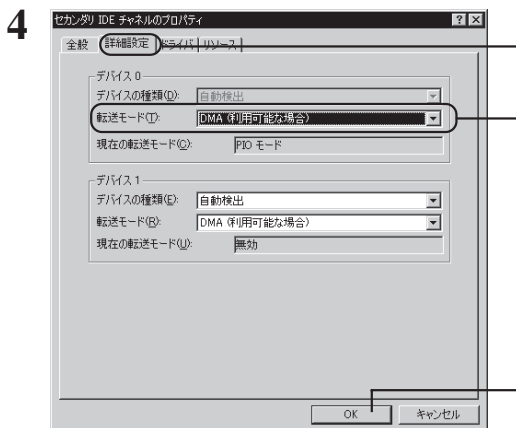 4
セカンダリ IDE チャネルのプロパティ
全般 詳細設定 ドライバ リソース
デバイス 0
デバイスの種類(D): 自動検出
転送モード(T): DMA (利用可能な場合)
現在の転送モード(C): PIO モード
デバイス 1
デバイスの種類(E): 自動検出
転送モード(R): DMA (利用可能な場合)
現在の転送モード(U): 無効
OK キャンセル